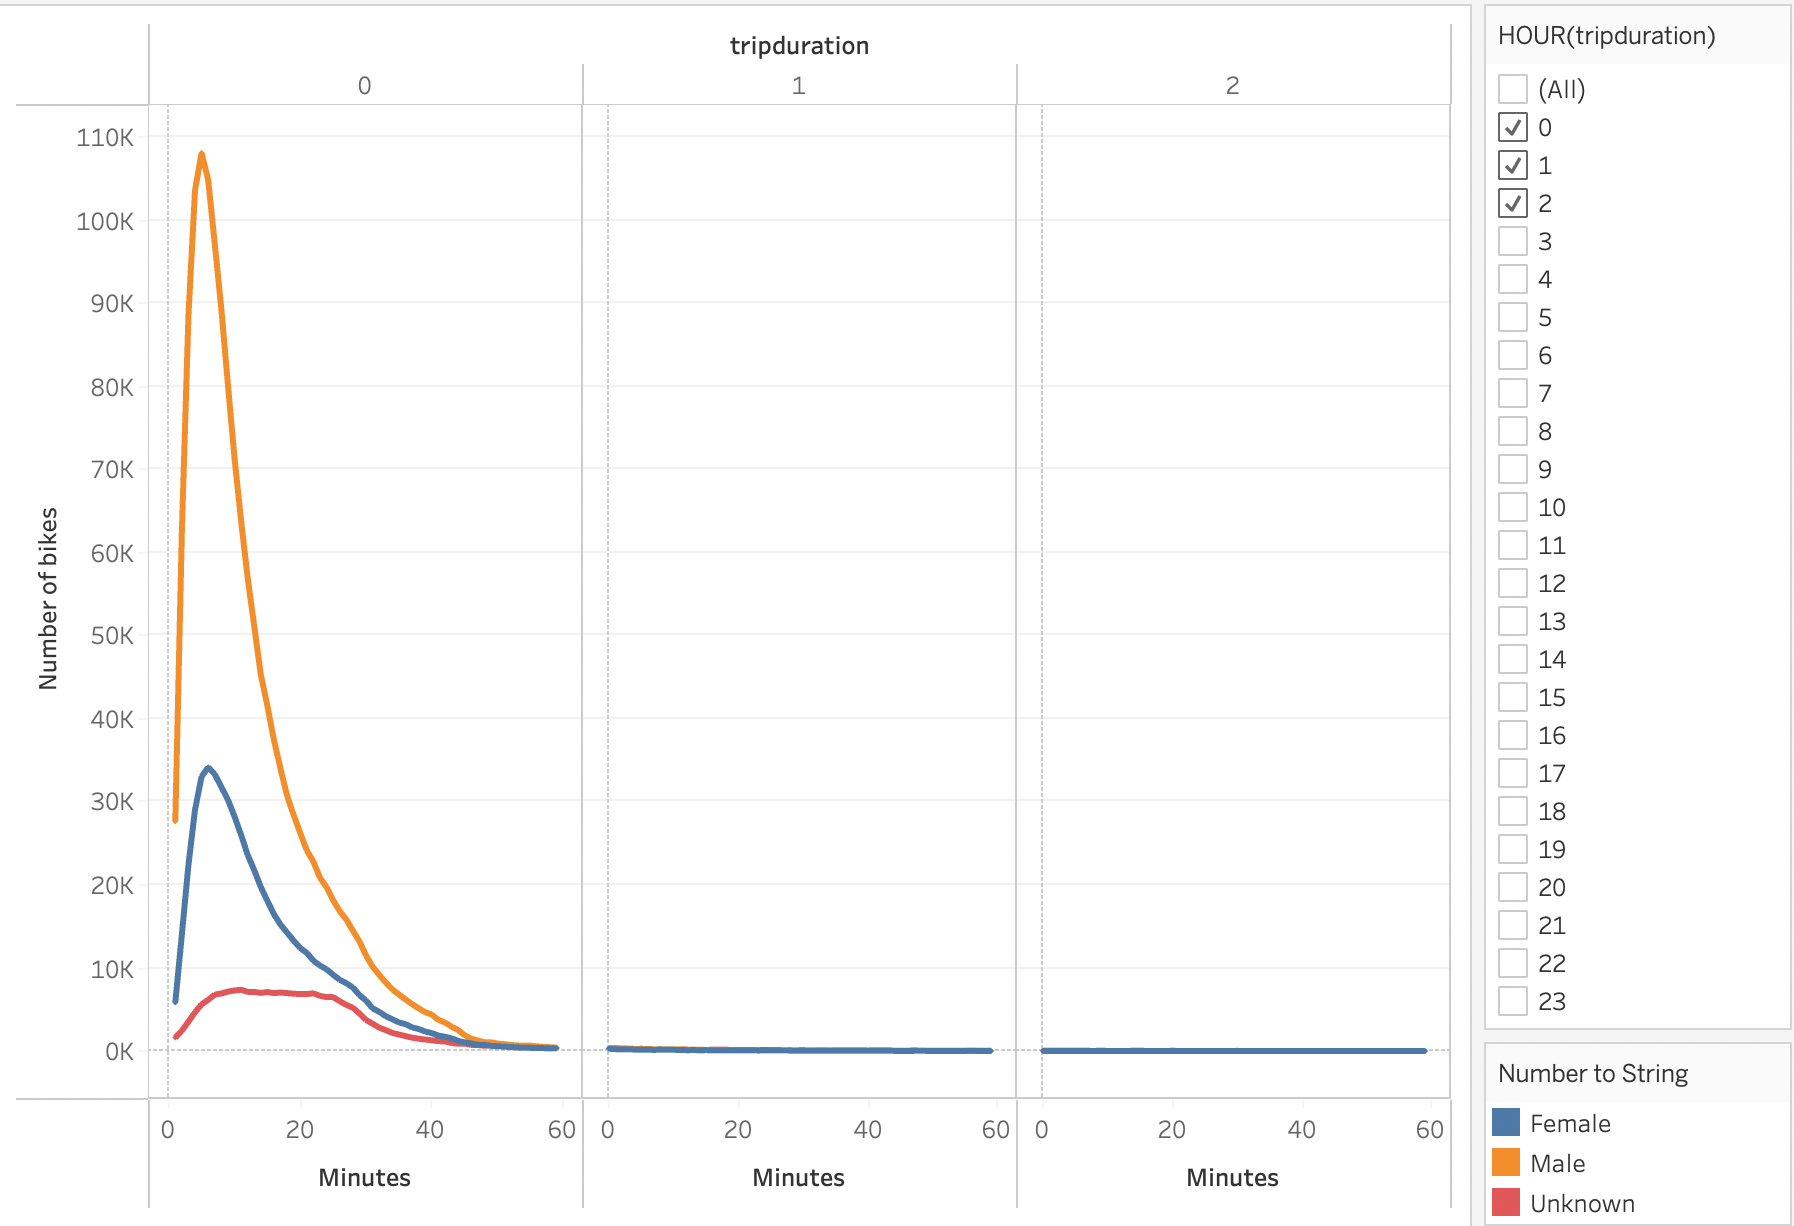 tripduration
0 1 2
110K
100K
90K
80K
70K
60K
50K
40K
30K
20K
10K
0K
Number of bikes
0 20 40 60 0 20 40 60 0 20 40 60
Minutes Minutes Minutes
HOUR(tripduration)
(All)
0
1
2
3
4
5
6
7
8
9
10
11
12
13
14
15
16
17
18
19
20
21
22
23
Number to String
Female
Male
Unknown